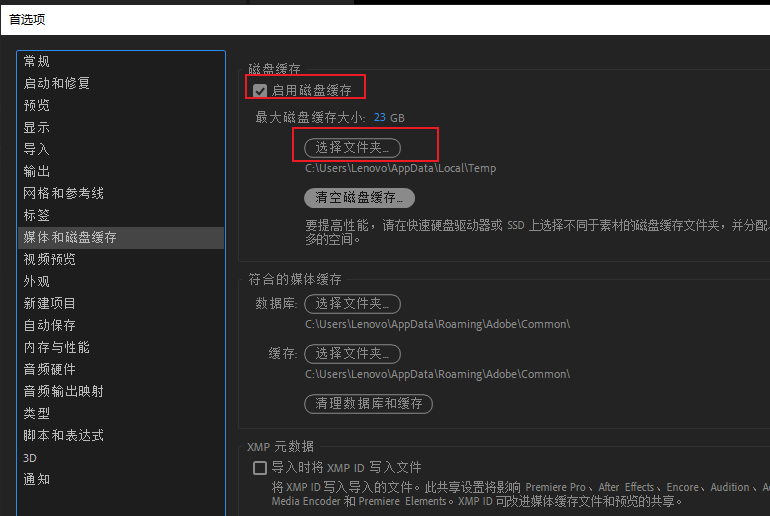 首选项
常规
启动和修复
预览
显示
导入
输出
网格和参考线
标签
媒体和磁盘缓存
视频预览
外观
新建项目
自动保存
内存与性能
音频硬件
音频输出映射
类型
脚本和表达式
3D
通知
磁盘缓存
启用磁盘缓存
最大磁盘缓存大小: 23 GB
选择文件夹...
C:\Users\Lenovo\AppData\Local\Temp
清空磁盘缓存...
要提高性能，请在快速硬盘驱动器或 SSD 上选择不同于素材的磁盘缓存文件夹，并分配
多的空间。
符合的媒体缓存
数据库: 选择文件夹...
C:\Users\Lenovo\AppData\Roaming\Adobe\Common\
缓存: 选择文件夹...
C:\Users\Lenovo\AppData\Roaming\Adobe\Common\
清理数据库和缓存
XMP 元数据
导入时将 XMP ID 写入文件
将 XMP ID 写入导入的文件。此共享设置将影响 Premiere Pro、After Effects、Encore、Audition、
Media Encoder 和 Premiere Elements。XMP ID 可改进媒体缓存文件和预览的共享。